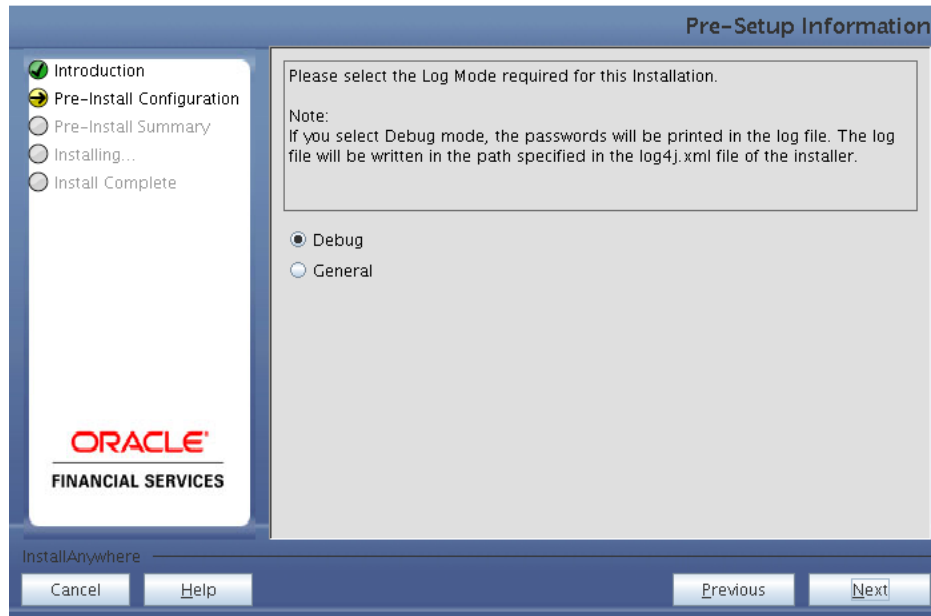 Pre-Setup Information
Introduction
Pre-Install Configuration
Pre-Install Summary
Installing...
Install Complete
Please select the Log Mode required for this Installation.
Note:
If you select Debug mode, the passwords will be printed in the log file. The log
file will be written in the path specified in the log4j.xml file of the installer.
Debug
General
ORACLE
FINANCIAL SERVICES
InstallAnywhere
Cancel
Help
Previous
Next